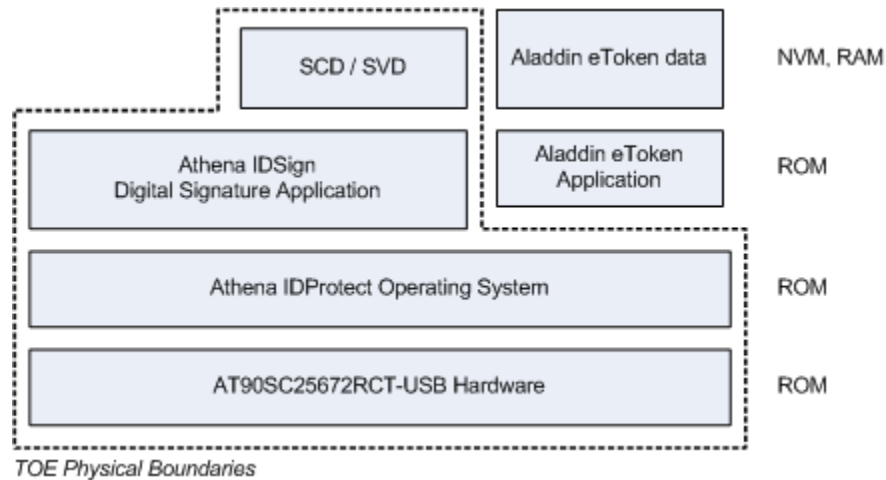 SCD / SVD
Aladdin eToken data
NVM, RAM
Athena IDSign
Digital Signature Application
Aladdin eToken
Application
ROM
Athena IDProtect Operating System
ROM
AT90SC25672RCT-USB Hardware
ROM
TOE Physical Boundaries